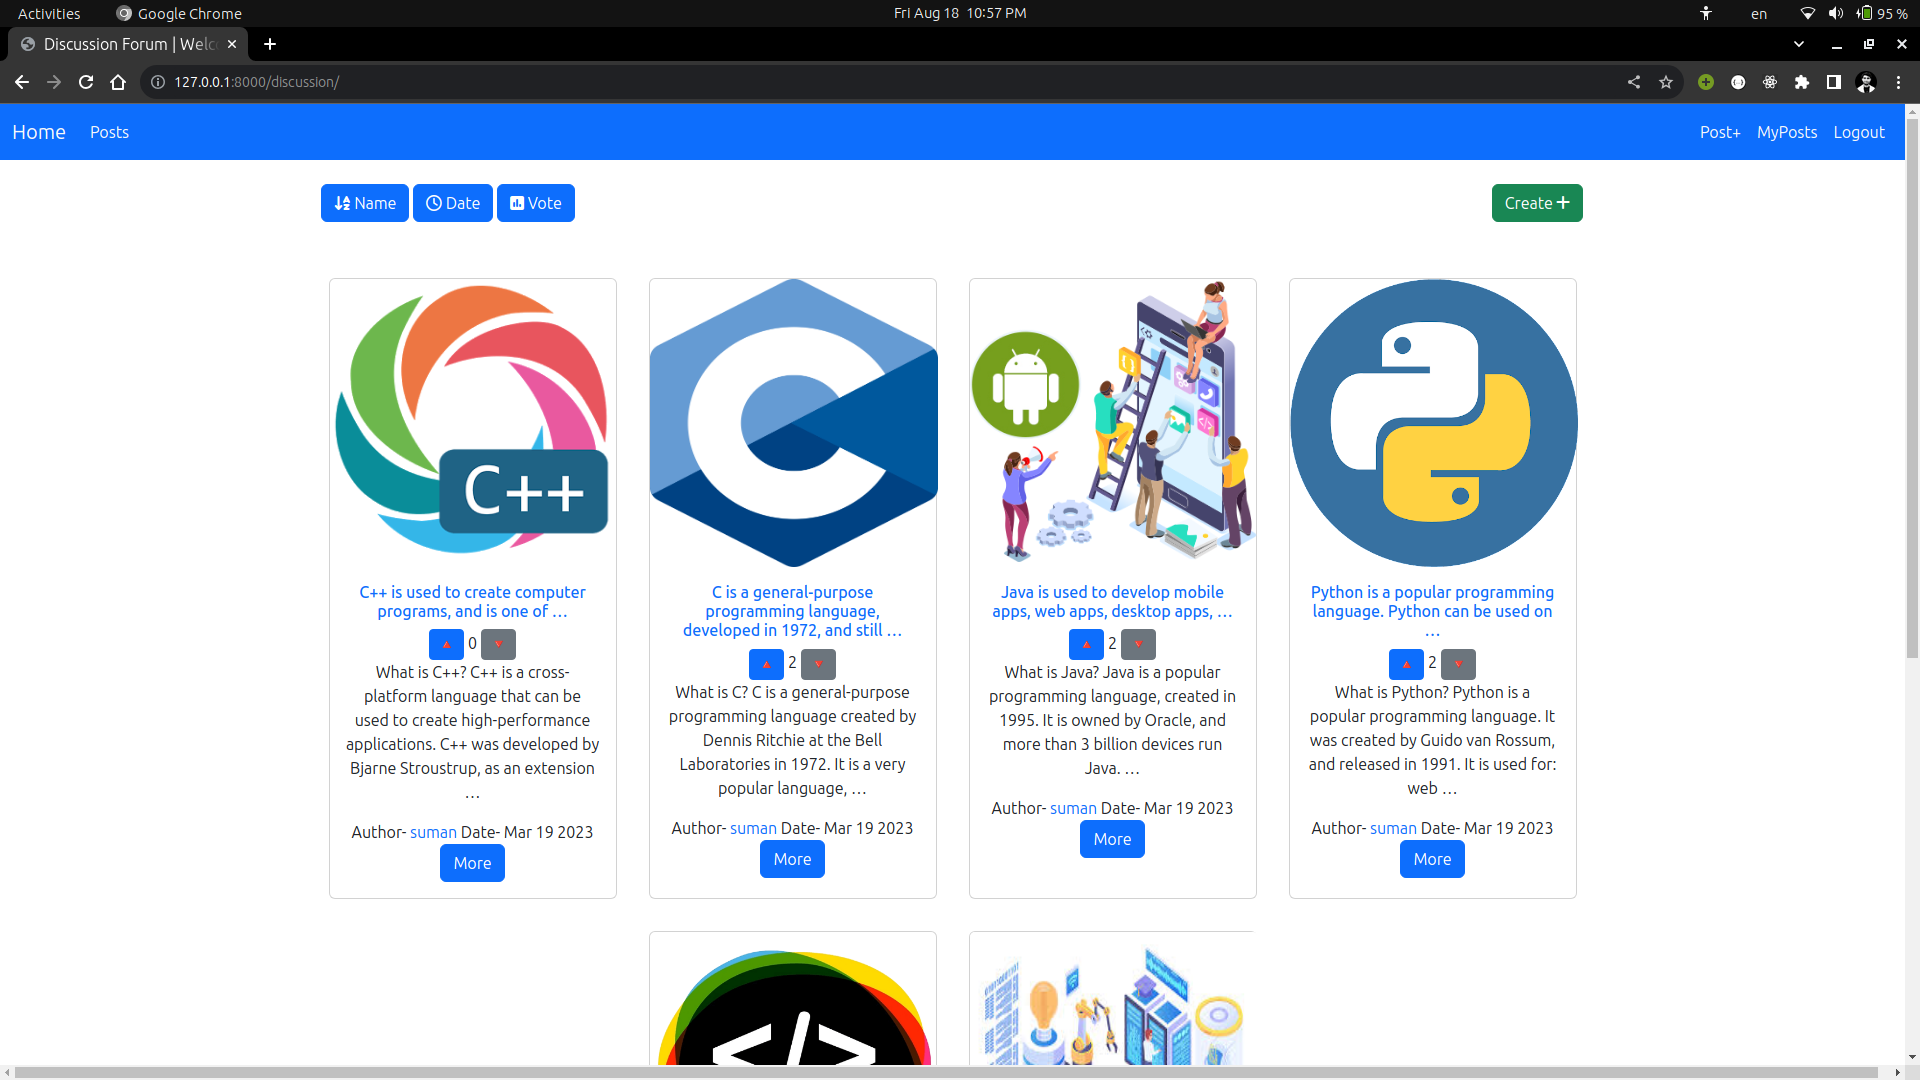 Activities Google Chrome Fri Aug 18 10:57 PM en 95 %
Discussion Forum | Welc
127.0.0.1:8000/discussion/
Home Posts Post+ MyPosts Logout
Name Date Vote Create
C++
C++ is used to create computer
programs, and is one of …
0
What is C++? C++ is a cross-
platform language that can be
used to create high-performance
applications. C++ was developed by
Bjarne Stroustrup, as an extension
…
Author- suman Date- Mar 19 2023
More
C is a general-purpose
programming language,
developed in 1972, and still …
2
What is C? C is a general-purpose
programming language created by
Dennis Ritchie at the Bell
Laboratories in 1972. It is a very
popular language, …
Author- suman Date- Mar 19 2023
More
Java is used to develop mobile
apps, web apps, desktop apps, …
2
What is Java? Java is a popular
programming language, created in
1995. It is owned by Oracle, and
more than 3 billion devices run
Java. …
Author- suman Date- Mar 19 2023
More
Python is a popular programming
language. Python can be used on
…
2
What is Python? Python is a
popular programming language. It
was created by Guido van Rossum,
and released in 1991. It is used for:
web …
Author- suman Date- Mar 19 2023
More